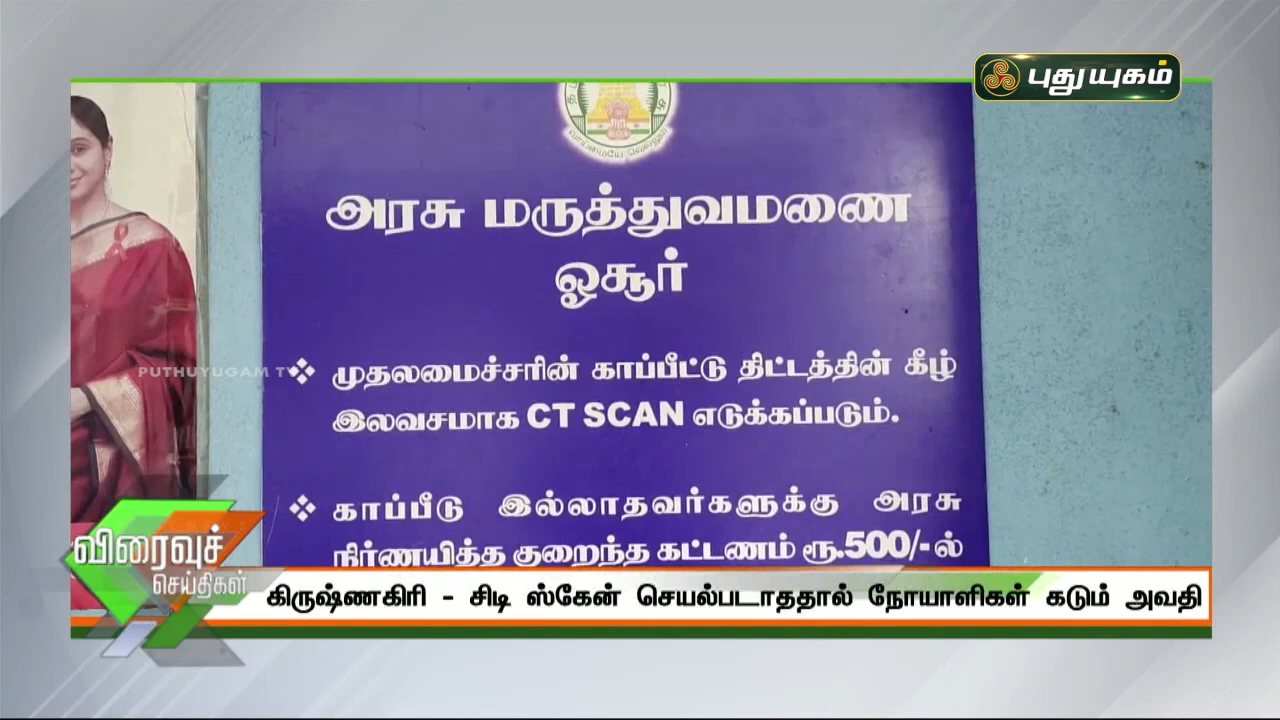 புதுயுகம்
வாய்மையே வெல்லும்
அரசு மருத்துவமணை
ஓசூர்
❖ முதலமைச்சரின் காப்பீட்டு திட்டத்தின் கீழ்
இலவசமாக CT SCAN எடுக்கப்படும்.
PUTHUYUGAM TV
❖ காப்பீடு இல்லாதவர்களுக்கு அரசு
நிர்ணயித்த குறைந்த கட்டணம் ரூ.500/-ல்
விரைவுச்
செய்திகள்
கிருஷ்ணகிரி - சிடி ஸ்கேன் செயல்படாததால் நோயாளிகள் கடும் அவதி